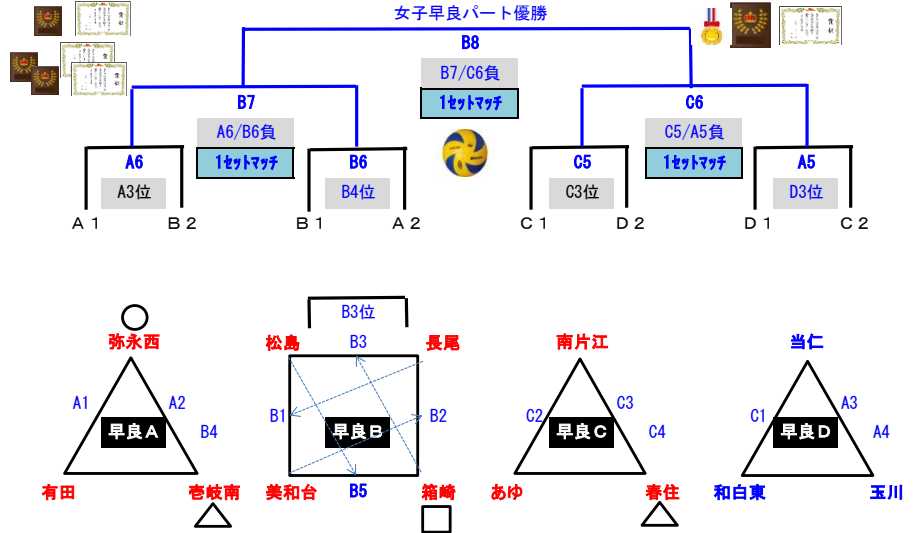 女子早良パート優勝
B8
B7/C6負
1セットマッチ
B7
A6/B6負
1セットマッチ
C6
C5/A5負
1セットマッチ
A6
A3位
B6
B4位
C5
C3位
A5
D3位
A1
B2
B1
A2
C1
D2
D1
C2
B3位
弥永西
A1
A2
早良A
B4
有田
壱岐南
松島
B3
長尾
B1
早良B
B2
美和台
B5
箱崎
南片江
C2
C3
早良C
C4
あゆ
春住
当仁
C1
A3
早良D
A4
和白東
玉川